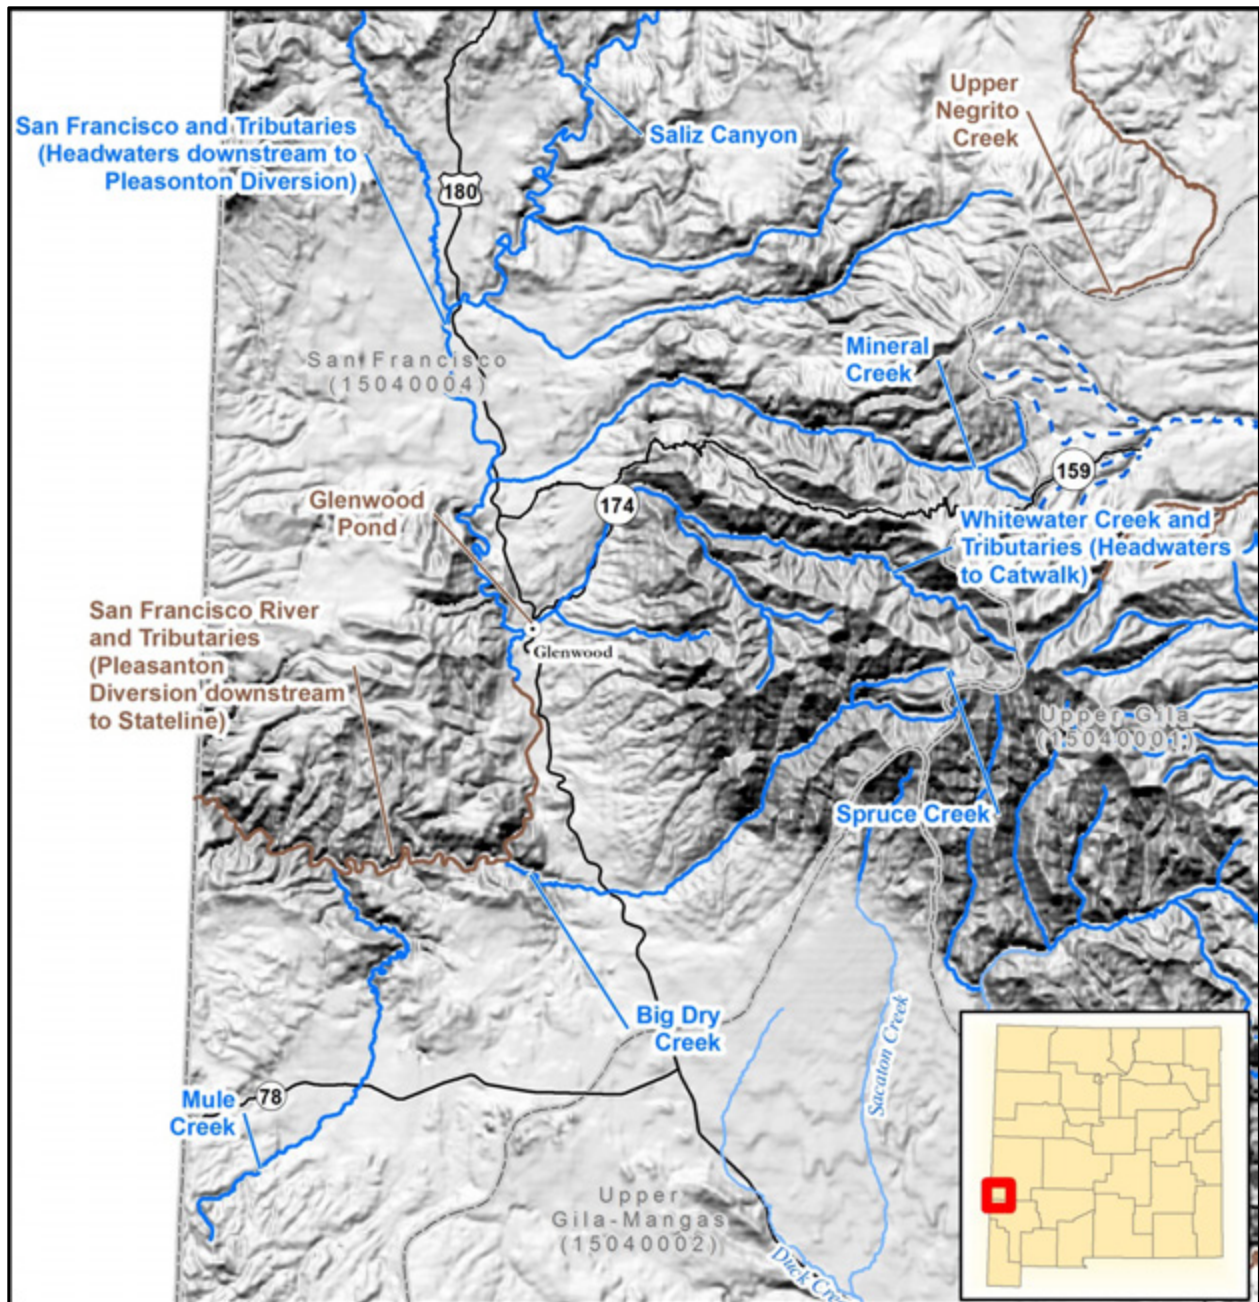 San Francisco and Tributaries
(Headwaters downstream to
Pleasonton Diversion)
180
Saliz Canyon
Upper
Negrito
Creek
San Francisco
(15040004)
Mineral
Creek
159
Glenwood
Pond
174
Whitewater Creek and
Tributaries (Headwaters
to Catwalk)
San Francisco River
and Tributaries
(Pleasanton
Diversion downstream
to Stateline)
Glenwood
Upper Gila
(15040001)
Spruce Creek
Big Dry
Creek
Sacaton Creek
Mule
Creek
78
Upper
Gila-Mangas
(15040002)
Duck Cre